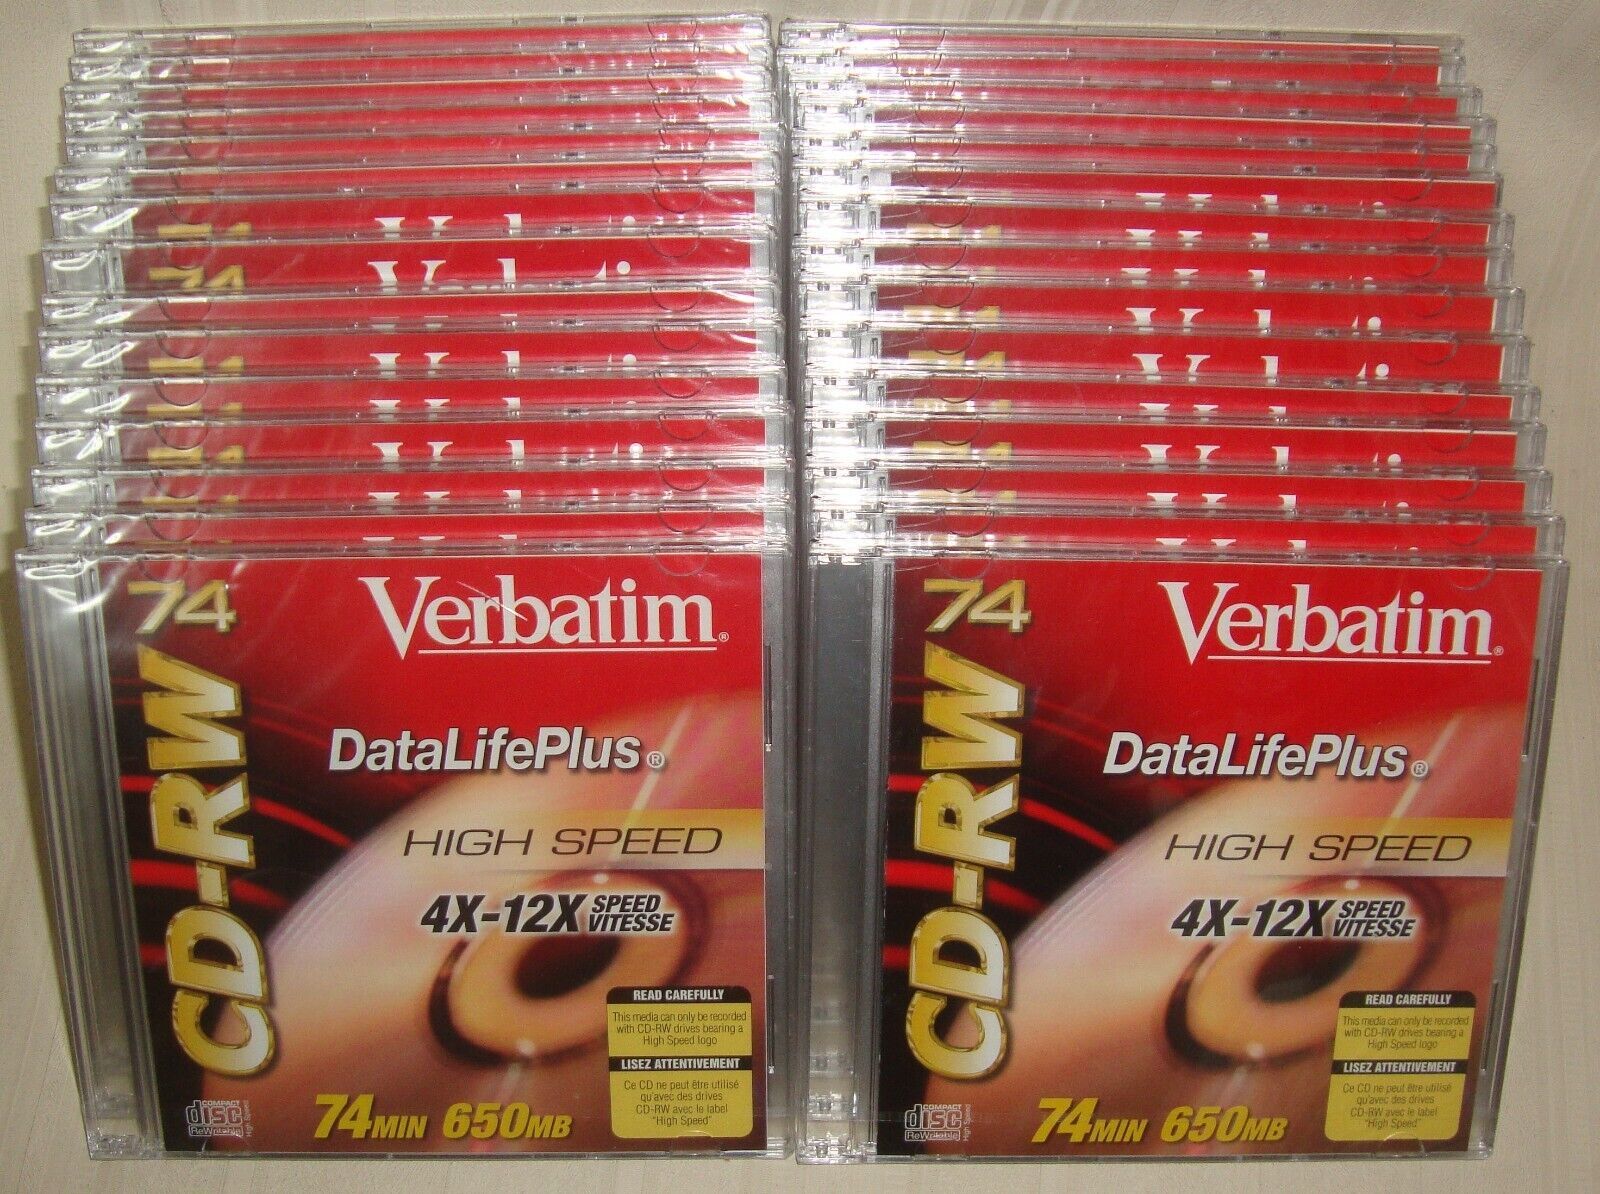 74 Verbatim®
DataLifePlus®
HIGH SPEED
4X-12X SPEED VITESSE
CD-RW
READ CAREFULLY
This media can only be recorded
with CD-RW drives bearing a
High Speed logo
LISEZ ATTENTIVEMENT
Ce CD ne peut être utilisé
qu'avec des drives
CD-RW avec le label
"High Speed"
COMPACT
disc
ReWritable
High Speed
74MIN 650MB
74 Verbatim®
DataLifePlus®
HIGH SPEED
4X-12X SPEED VITESSE
CD-RW
READ CAREFULLY
This media can only be recorded
with CD-RW drives bearing a
High Speed logo
LISEZ ATTENTIVEMENT
Ce CD ne peut être utilisé
qu'avec des drives
CD-RW avec le label
"High Speed"
COMPACT
disc
ReWritable
High Speed
74MIN 650MB